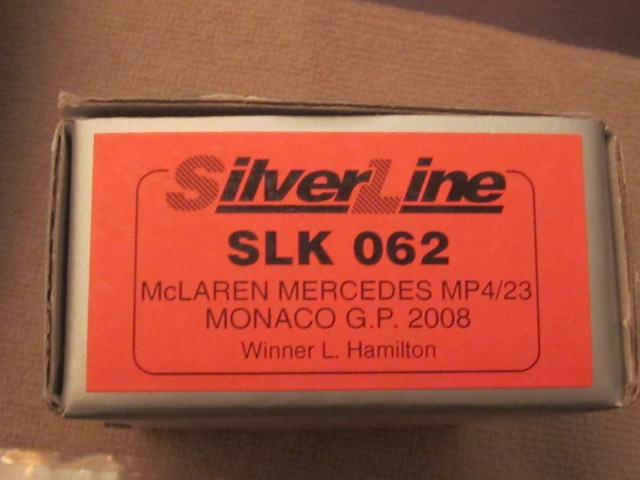 SilverLine
SLK 062
McLAREN MERCEDES MP4/23
MONACO G.P. 2008
Winner L. Hamilton